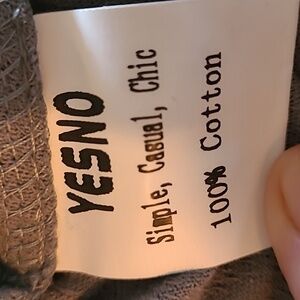 YESNO
Simple, Casual, Chic
100% Cotton